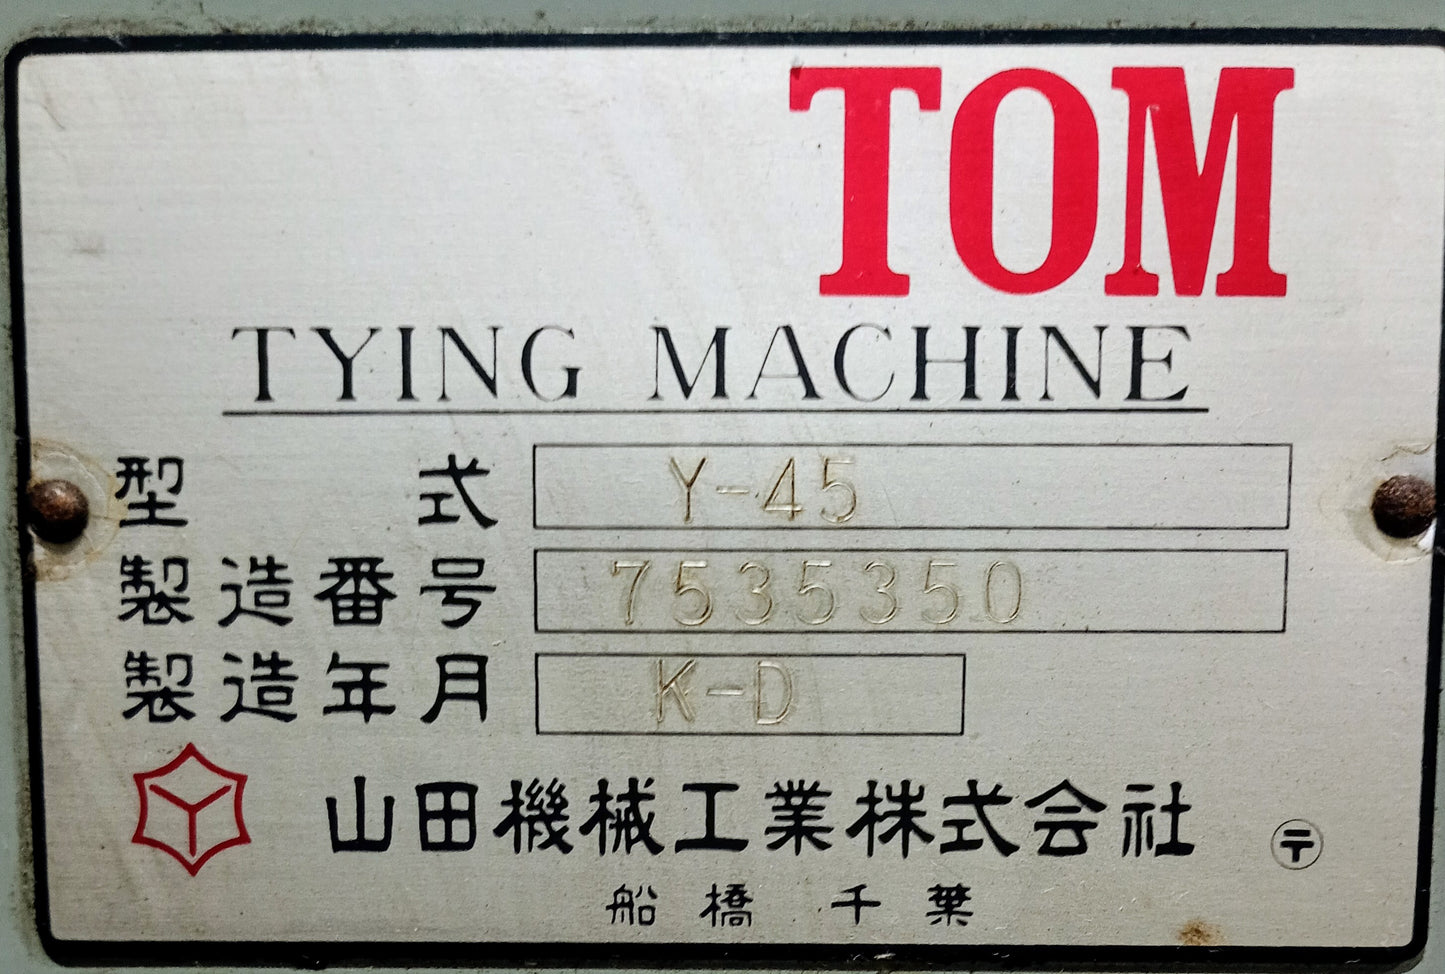 TOM
TYING MACHINE
型式 Y-45
製造番号 7535350
製造年月 K-D
山田機械工業株式会社 〒
船橋 千葉